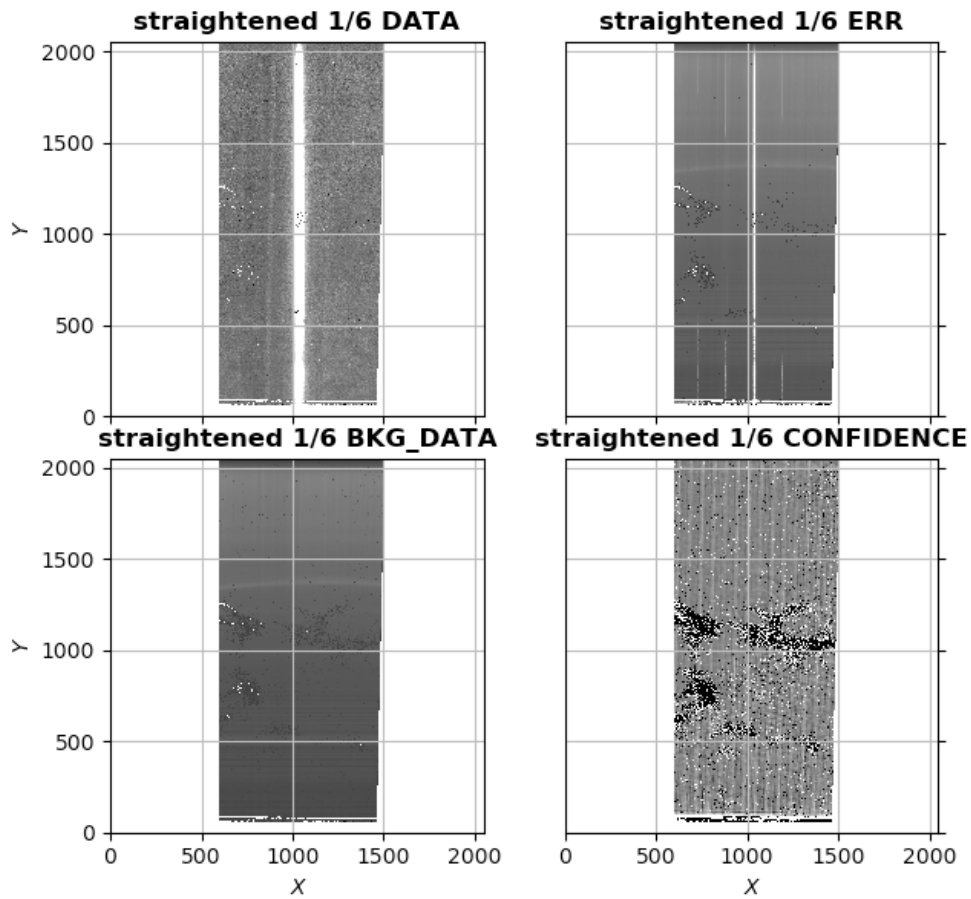 straightened 1/6 DATA
straightened 1/6 ERR
2000
1500
1000
500
0
Y
straightened 1/6 BKG_DATA
straightened 1/6 CONFIDENCE
2000
1500
1000
500
0
Y
0 500 1000 1500 2000
0 500 1000 1500 2000
X
X